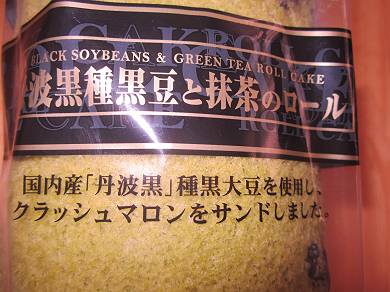 BLACK SOYBEANS & GREEN TEA ROLL CAKE
波黒種黒豆と抹茶のロール
国内産「丹波黒」種黒大豆を使用し、
クラッシュマロンをサンドしました。